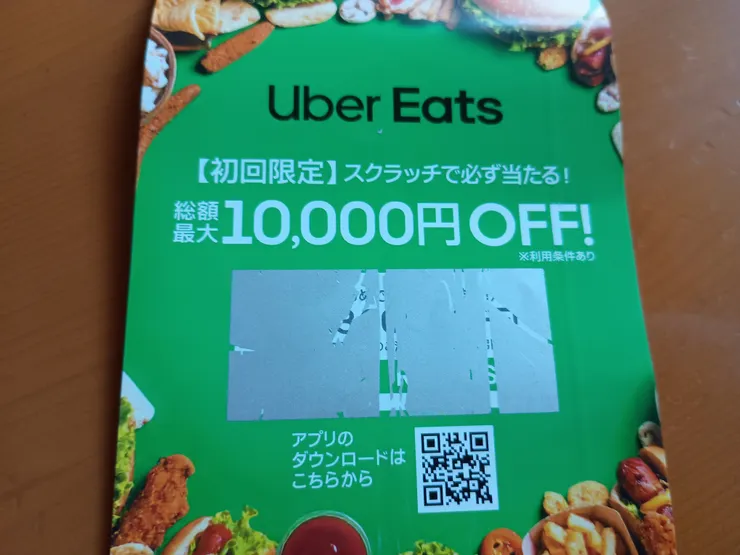 Uber Eats
【初回限定】スクラッチで必ず当たる!
総額
最大10,000円OFF!
※利用条件あり
アプリの
ダウンロードは
こちらから